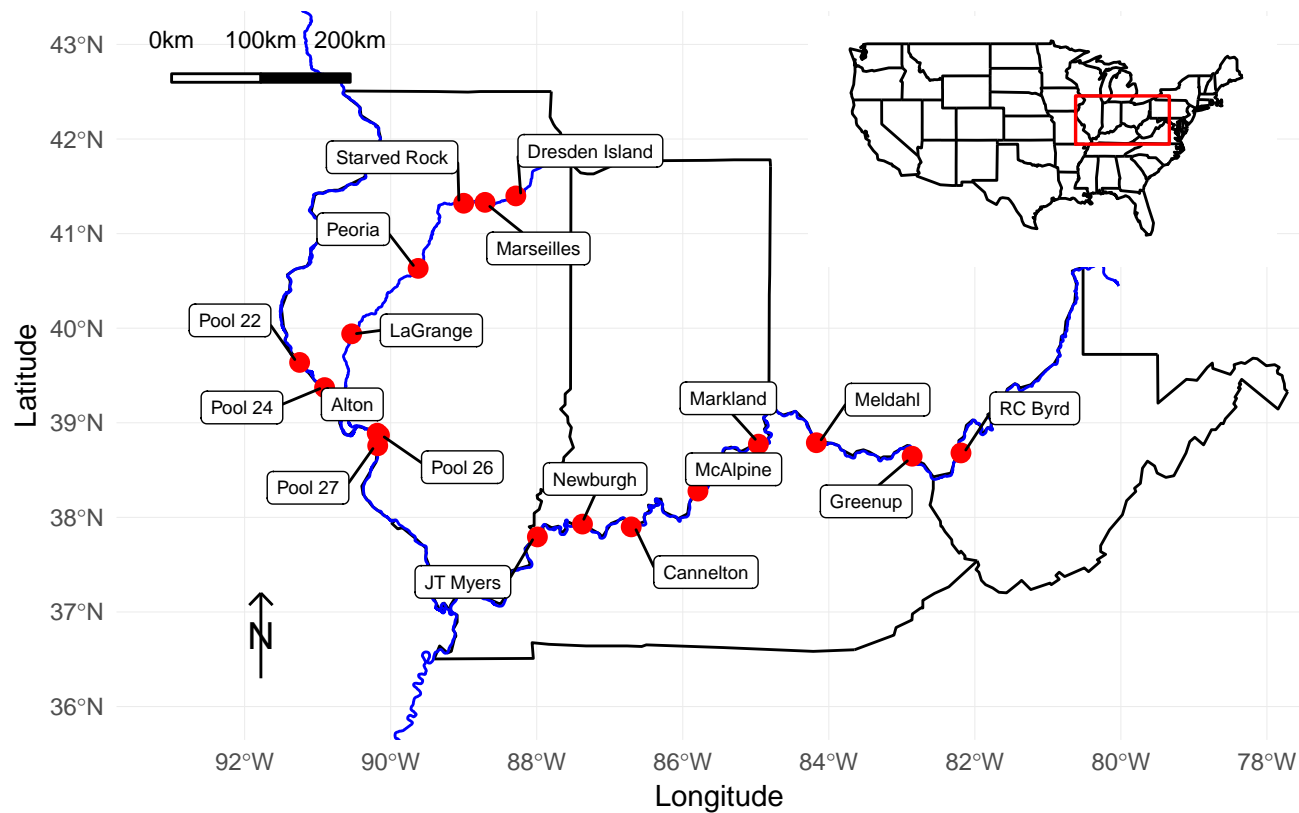 0km 100km 200km
43°N
42°N
41°N
40°N
39°N
38°N
37°N
36°N
Latitude
Starved Rock
Dresden Island
Peoria
Marseilles
Pool 22
LaGrange
Pool 24
Alton
Markland
Meldahl
RC Byrd
Pool 26
McAlpine
Pool 27
Newburgh
Greenup
JT Myers
Cannelton
N
92°W 90°W 88°W 86°W 84°W 82°W 80°W 78°W
Longitude